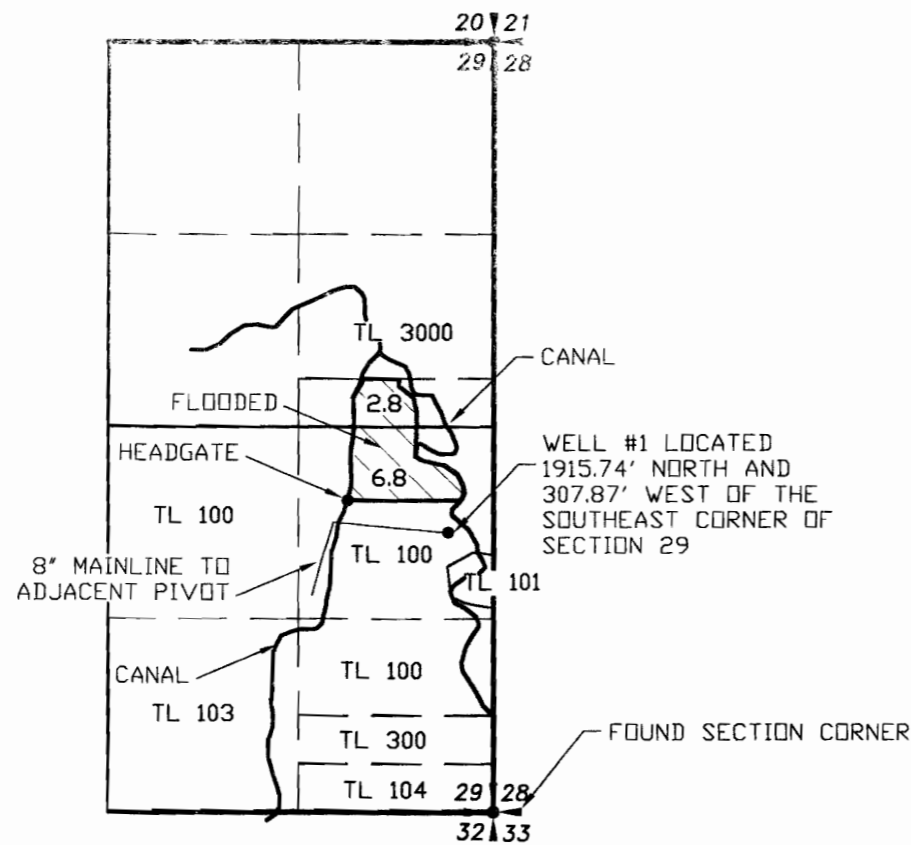 20 21
29 28
TL 3000
CANAL
FLOODED
2.8
HEADGATE
6.8
WELL #1 LOCATED
1915.74' NORTH AND
307.87' WEST OF THE
SOUTHEAST CORNER OF
SECTION 29
TL 100
TL 100
8" MAINLINE TO
ADJACENT PIVOT
TL 101
CANAL
TL 100
TL 103
TL 300
FOUND SECTION CORNER
TL 104
29 28
32 33